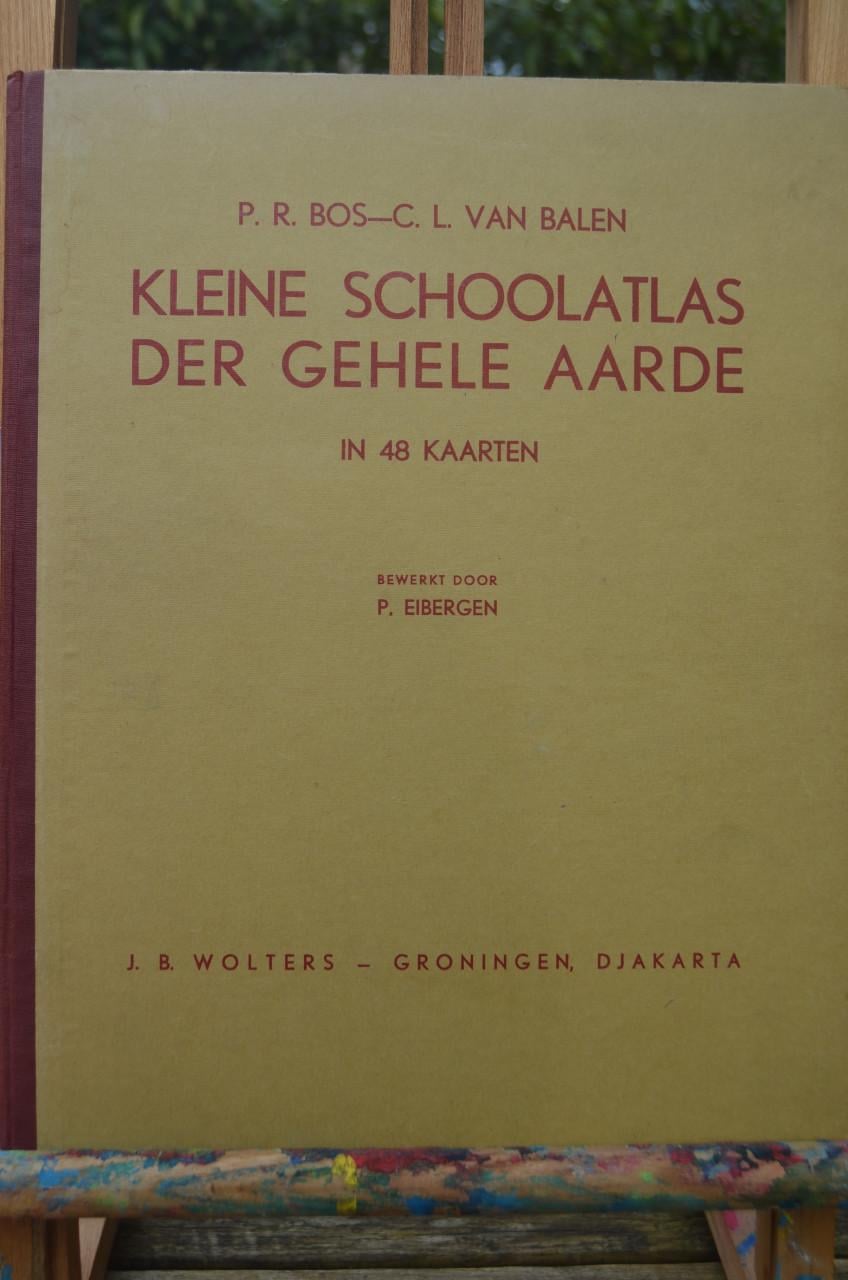 P. R. BOS—C. L. VAN BALEN
KLEINE SCHOOLATLAS
DER GEHELE AARDE
IN 48 KAARTEN
BEWERKT DOOR
P. EIBERGEN
J. B. WOLTERS – GRONINGEN, DJAKARTA